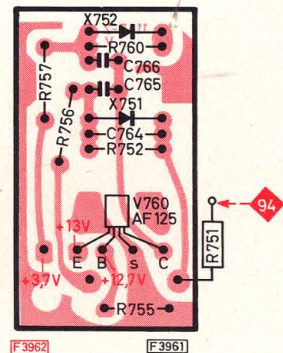 X752
R760
C766
C765
R757
R756
X751
C764
R752
V760
AF125
94
R751
+13V
E B s C
+3,7V
+12,7V
R755
F3962
F3961